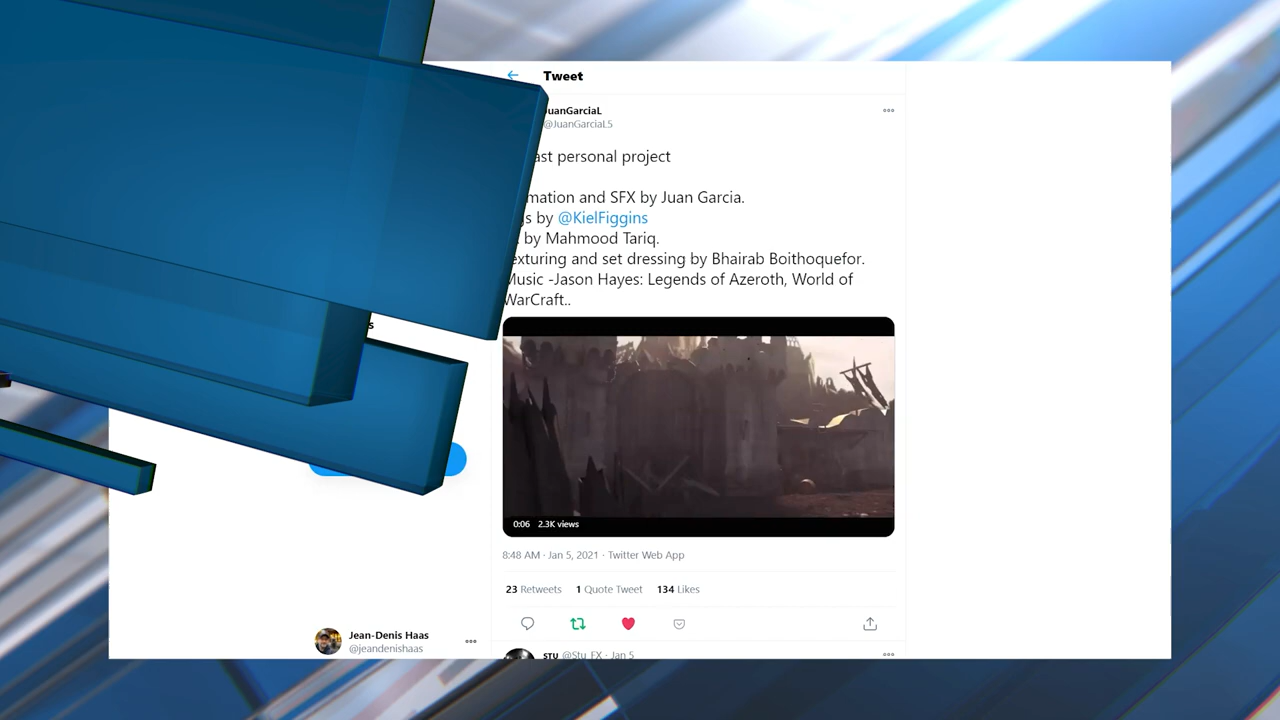 Tweet
JuanGarciaL
@JuanGarciaL5
personal project
and SFX by Juan Garcia.
by @KielFiggins
by Mahmood Tariq.
exturing and set dressing by Bhairab Boithoquefor.
Music -Jason Hayes: Legends of Azeroth, World of
WarCraft..
0:06 2.3K views
8:48 AM · Jan 5, 2021 · Twitter Web App
23 Retweets 1 Quote Tweet 134 Likes
Jean-Denis Haas
@jeandenishaas
STU @Stu_FX · Jan 5